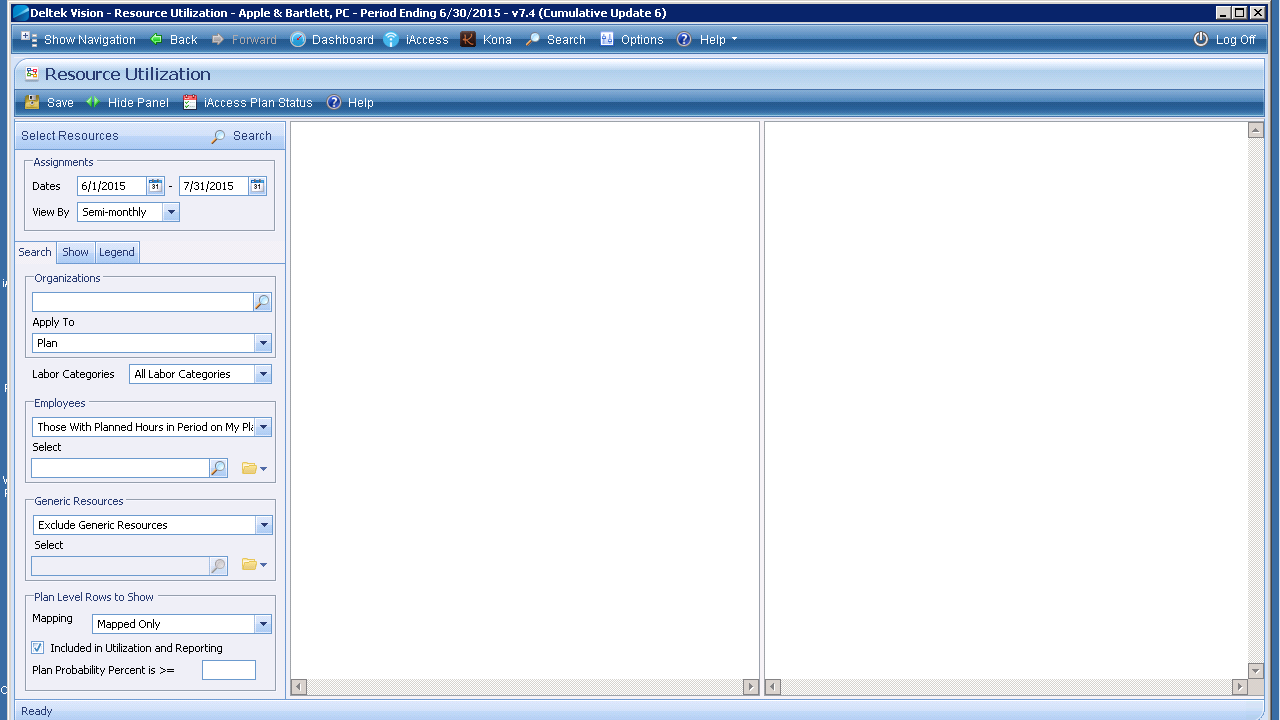 Deltek Vision - Resource Utilization - Apple & Bartlett, PC - Period Ending 6/30/2015 - v7.4 (Cumulative Update 6)
Show Navigation Back Forward Dashboard iAccess Kona Search Options Help Log Off
Resource Utilization
Save Hide Panel iAccess Plan Status Help
Select Resources Search
Assignments
Dates 6/1/2015 31 - 7/31/2015 31
View By Semi-monthly
Search Show Legend
Organizations
Apply To
Plan
Labor Categories All Labor Categories
Employees
Those With Planned Hours in Period on My Pla
Select
Generic Resources
Exclude Generic Resources
Select
Plan Level Rows to Show
Mapping Mapped Only
Included in Utilization and Reporting
Plan Probability Percent is >=
Ready